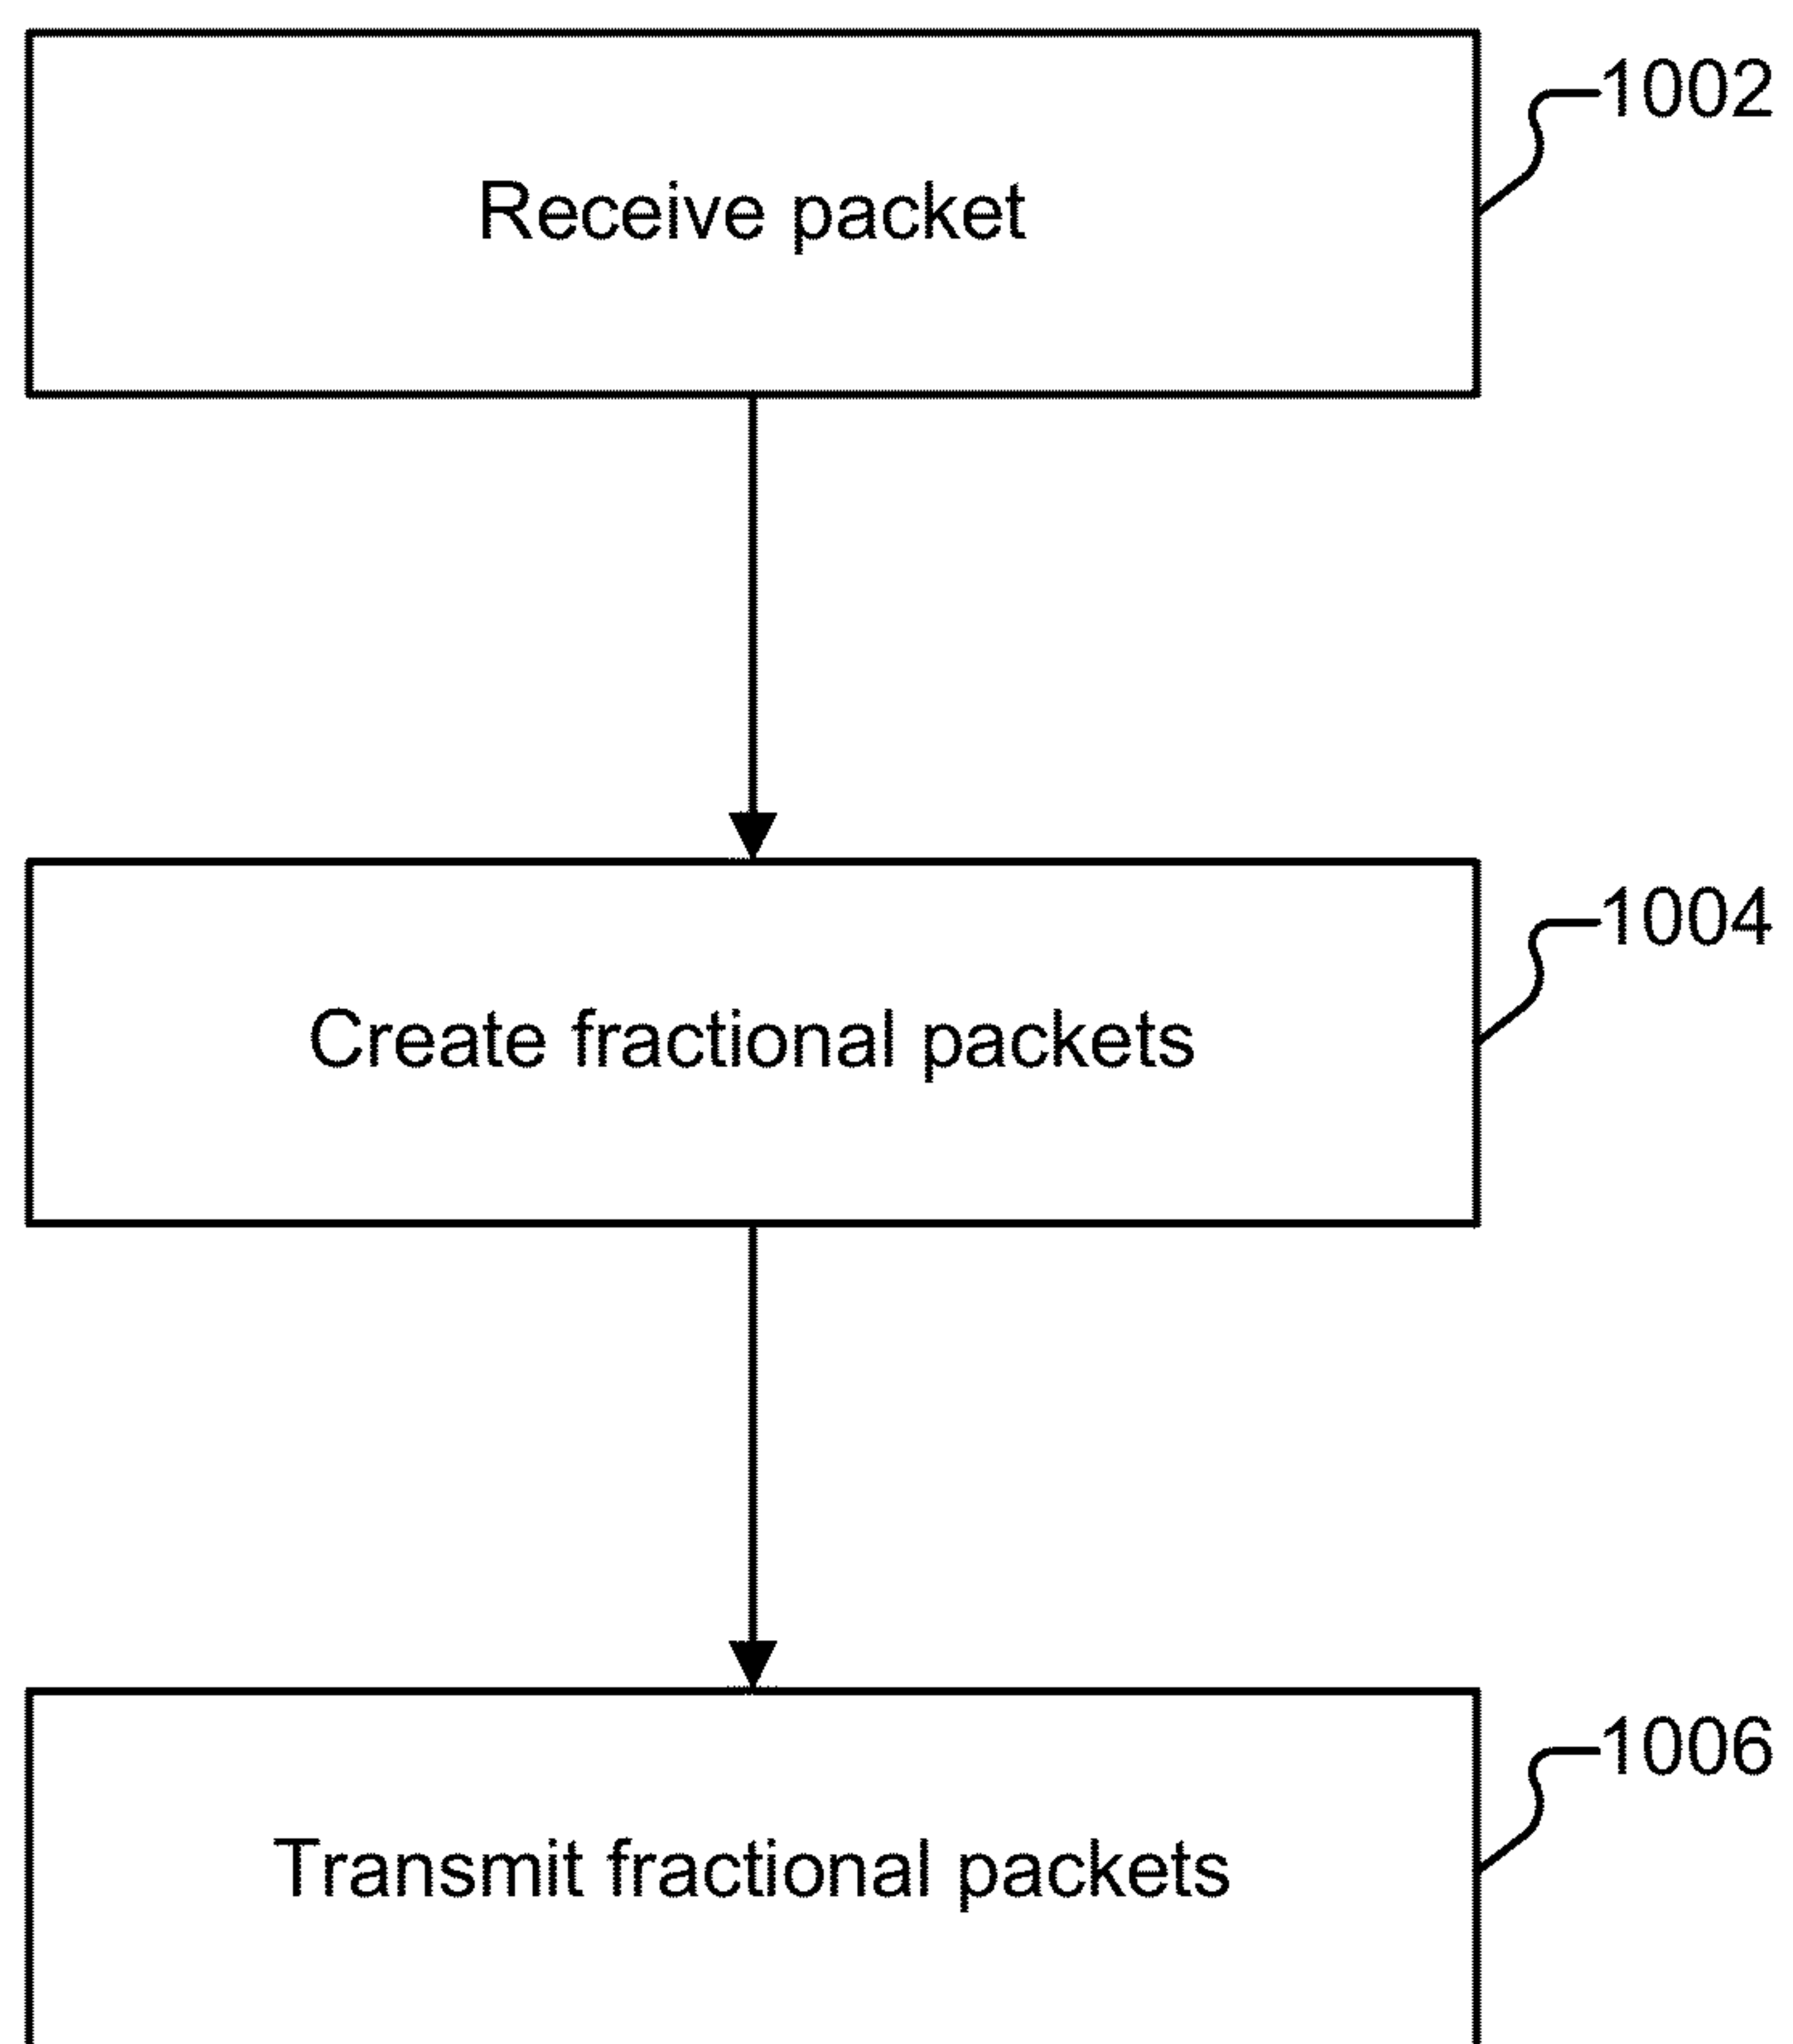 1002
Receive packet
1004
Create fractional packets
1006
Transmit fractional packets